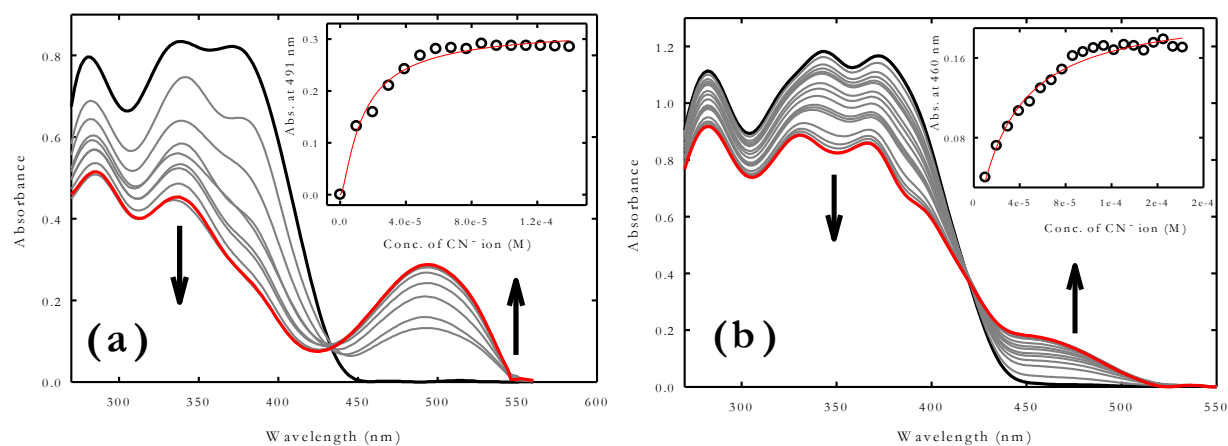 0.8
0.6
0.4
0.2
0.0
Absorbance
300 350 400 450 500 550 600
Wavelength (nm)
(a)
0.3
0.2
0.1
0.0
Abs. at 491 nm
0.0 4.0e-5 8.0e-5 1.2e-4
Conc. of CN⁻ ion (M)
1.2
1.0
0.8
0.6
0.4
0.2
0.0
Absorbance
300 350 400 450 500 550
Wavelength (nm)
(b)
0.16
0.08
Abs. at 460 nm
0 4e-5 8e-5 1e-4 2e-4 2e-4
Conc. of CN⁻ ion (M)